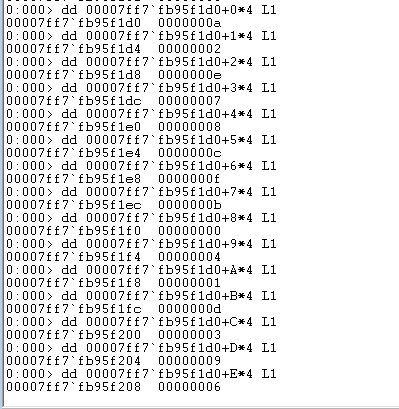 0:000> dd 00007ff7`fb95f1d0+0*4 L1
00007ff7`fb95f1d0  0000000a
0:000> dd 00007ff7`fb95f1d0+1*4 L1
00007ff7`fb95f1d4  00000002
0:000> dd 00007ff7`fb95f1d0+2*4 L1
00007ff7`fb95f1d8  0000000e
0:000> dd 00007ff7`fb95f1d0+3*4 L1
00007ff7`fb95f1dc  00000007
0:000> dd 00007ff7`fb95f1d0+4*4 L1
00007ff7`fb95f1e0  00000008
0:000> dd 00007ff7`fb95f1d0+5*4 L1
00007ff7`fb95f1e4  0000000c
0:000> dd 00007ff7`fb95f1d0+6*4 L1
00007ff7`fb95f1e8  0000000f
0:000> dd 00007ff7`fb95f1d0+7*4 L1
00007ff7`fb95f1ec  0000000b
0:000> dd 00007ff7`fb95f1d0+8*4 L1
00007ff7`fb95f1f0  00000000
0:000> dd 00007ff7`fb95f1d0+9*4 L1
00007ff7`fb95f1f4  00000004
0:000> dd 00007ff7`fb95f1d0+A*4 L1
00007ff7`fb95f1f8  00000001
0:000> dd 00007ff7`fb95f1d0+B*4 L1
00007ff7`fb95f1fc  0000000d
0:000> dd 00007ff7`fb95f1d0+C*4 L1
00007ff7`fb95f200  00000003
0:000> dd 00007ff7`fb95f1d0+D*4 L1
00007ff7`fb95f204  00000009
0:000> dd 00007ff7`fb95f1d0+E*4 L1
00007ff7`fb95f208  00000006